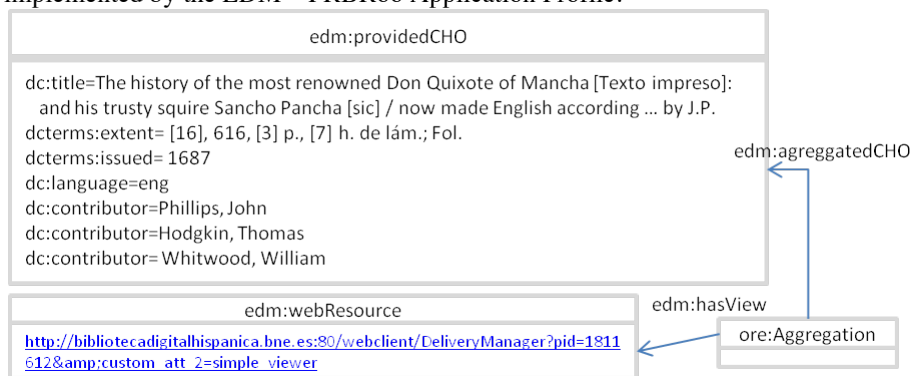 implemented by the EDM – FRBRoo Application Profile.
edm:providedCHO
dc:title=The history of the most renowned Don Quixote of Mancha [Texto impreso]:
and his trusty squire Sancho Pancha [sic] / now made English according ... by J.P.
dcterms:extent= [16], 616, [3] p., [7] h. de lám.; Fol.
dcterms:issued= 1687
dc:language=eng
dc:contributor=Phillips, John
dc:contributor=Hodgkin, Thomas
dc:contributor= Whitwood, William
edm:agreggatedCHO
edm:webResource
http://bibliotecadigitalhispanica.bne.es:80/webclient/DeliveryManager?pid=1811
612&amp;custom_att_2=simple_viewer
edm:hasView
ore:Aggregation